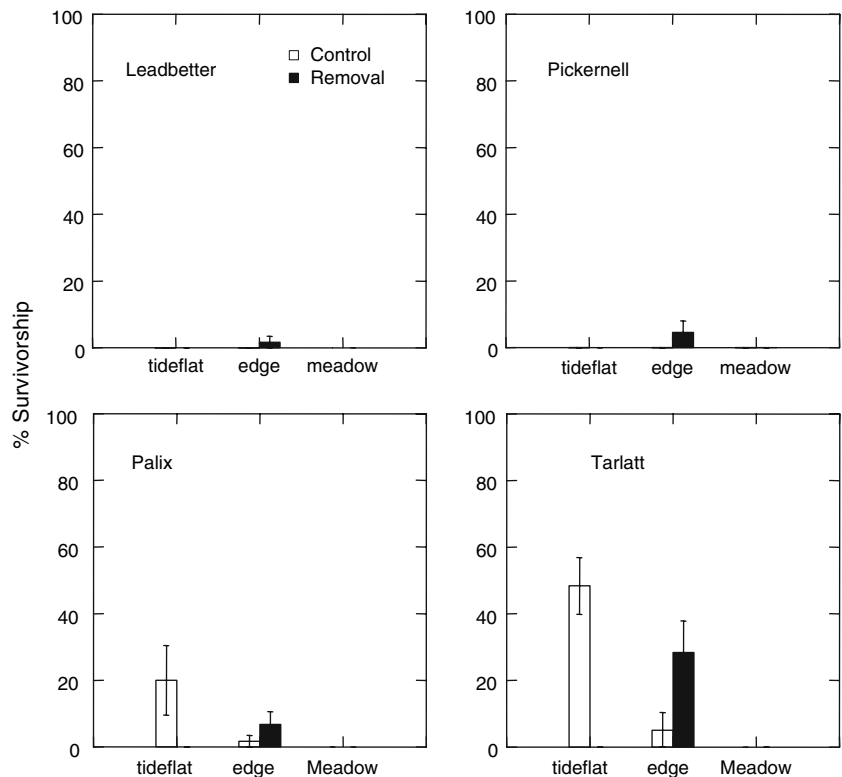 % Survivorship
100
80
60
40
20
0
Leadbetter
Control
Removal
tideflat edge meadow
100
80
60
40
20
0
Pickernell
tideflat edge meadow
100
80
60
40
20
0
Palix
tideflat edge Meadow
100
80
60
40
20
0
Tarlatt
tideflat edge Meadow